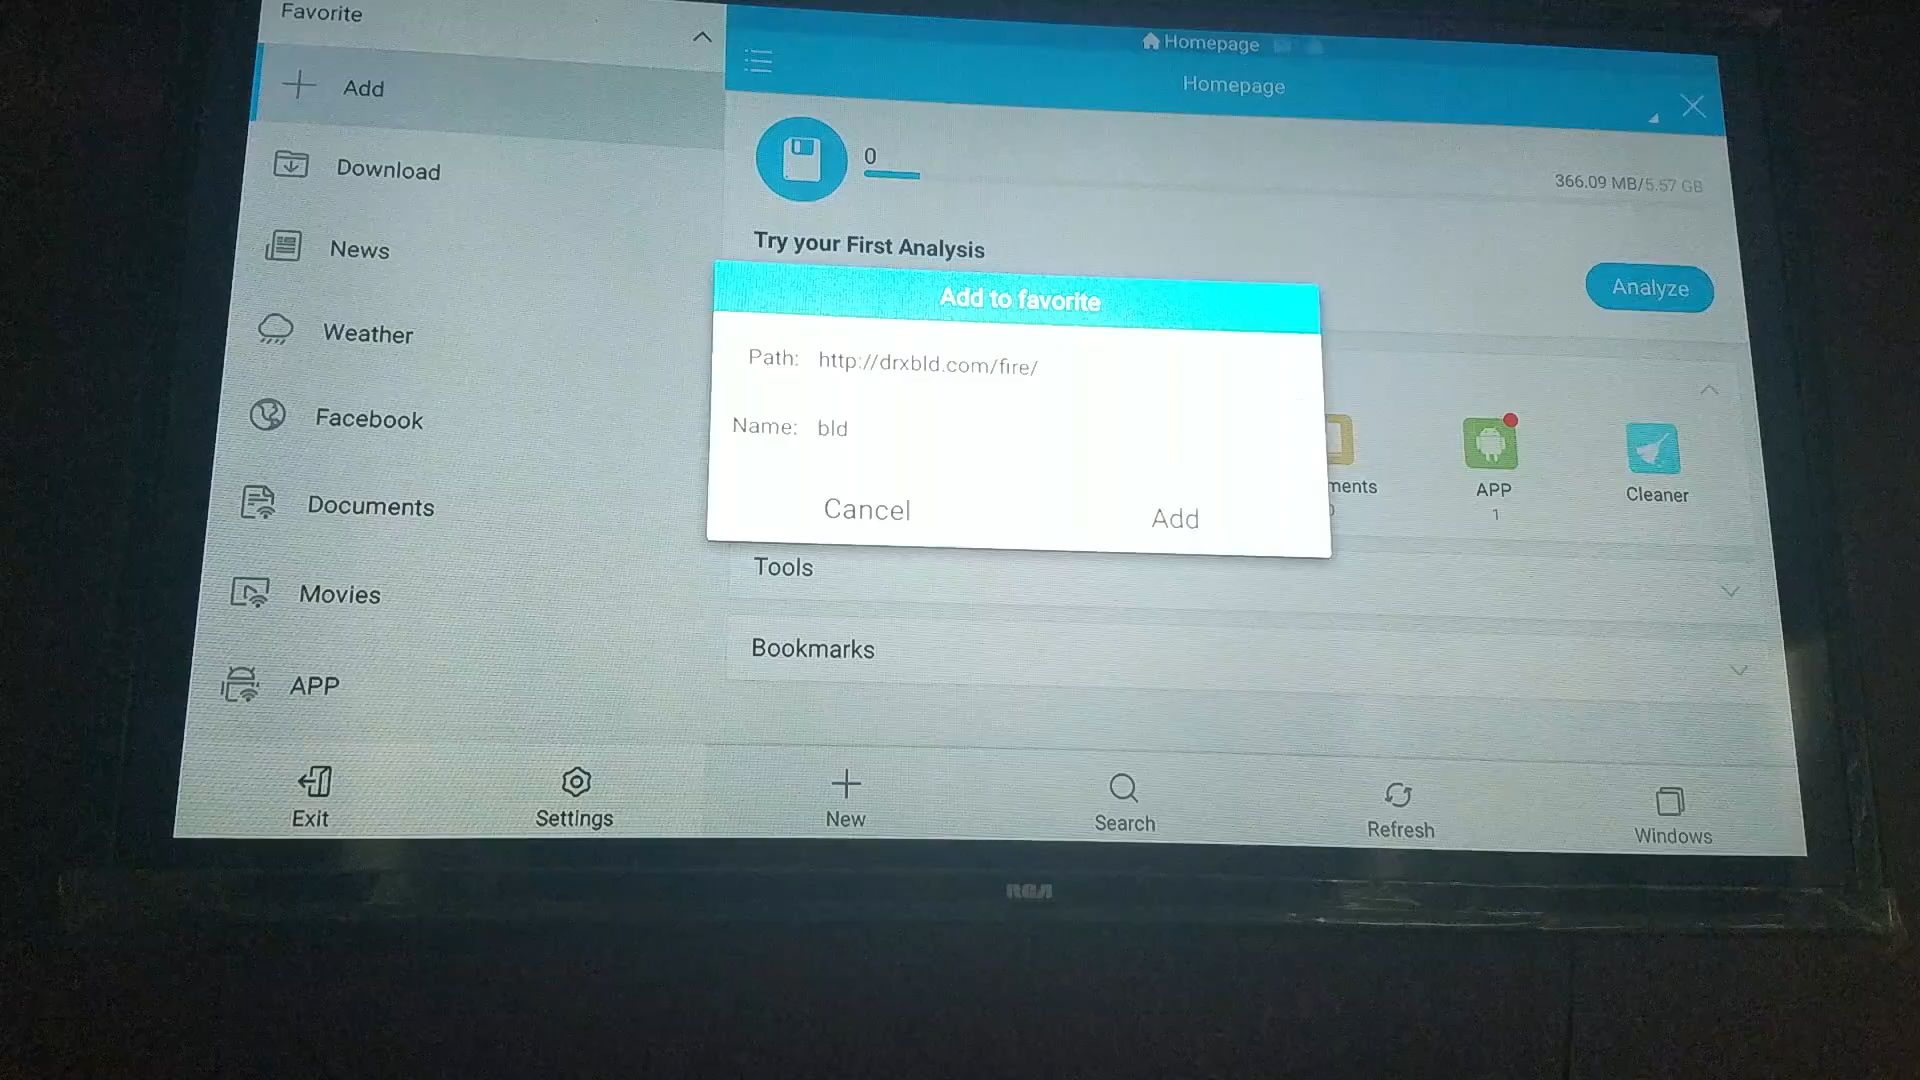 Favorite
Add
Download
News
Weather
Facebook
Documents
Movies
APP
Exit
Settings
Homepage
Homepage
0
366.09 MB/5.57 GB
Try your First Analysis
Analyze
Add to favorite
Path: http://drxbld.com/fire/
Name: bld
Cancel
Add
ments
APP
1
Cleaner
Tools
Bookmarks
New
Search
Refresh
Windows
RCA